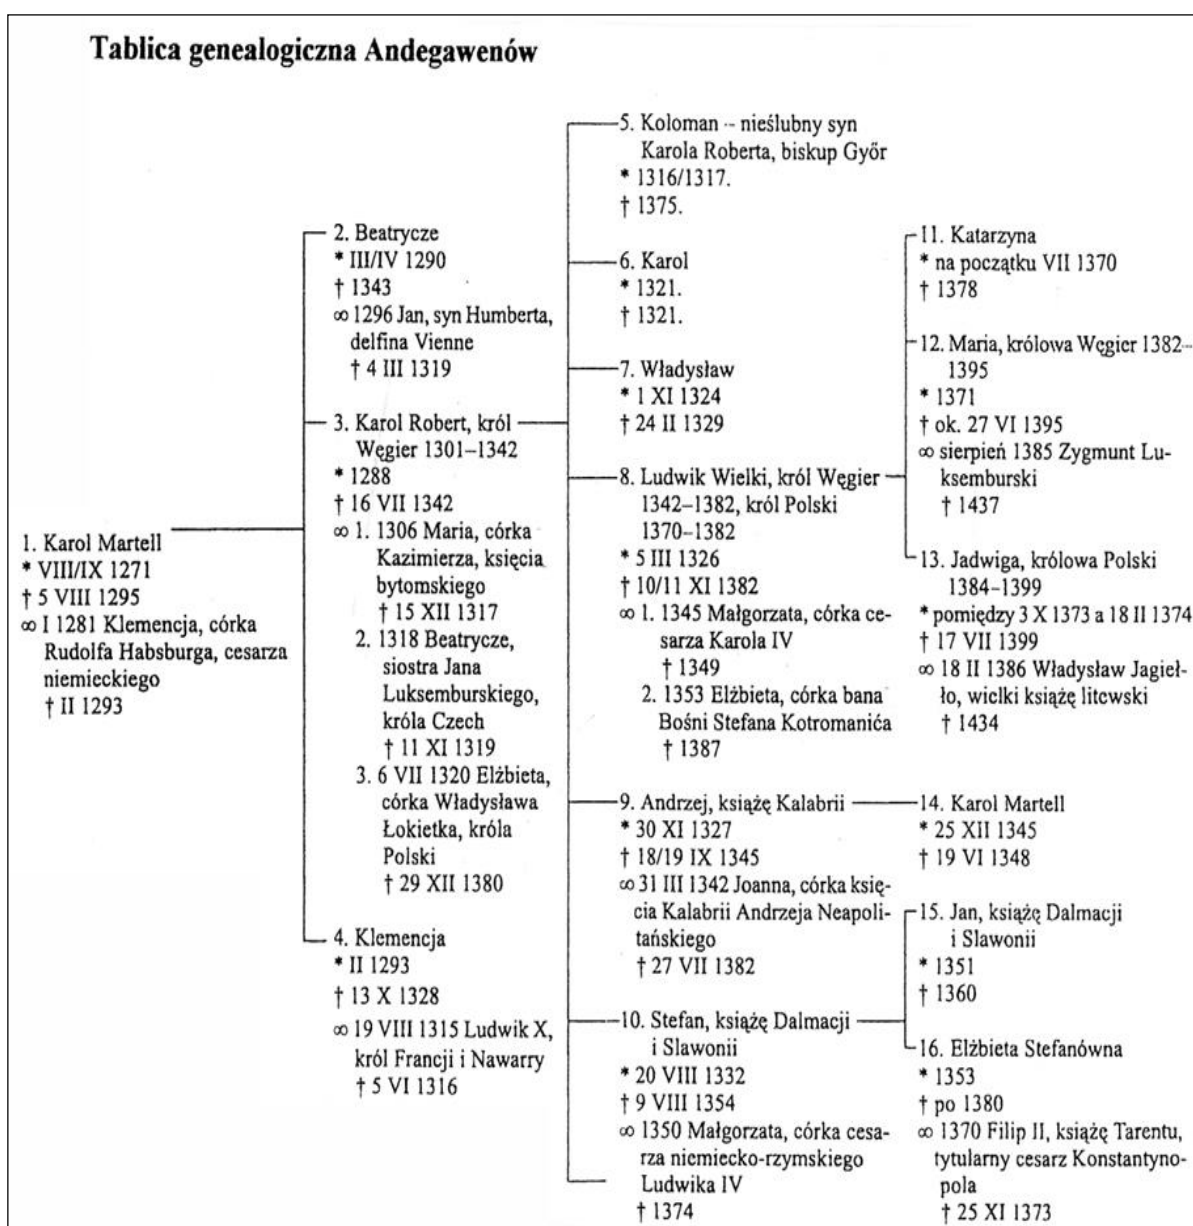 Tablica genealogiczna Andegawenów
1. Karol Martell
* VIII/IX 1271
† 5 VIII 1295
∞ I 1281 Klemencja, córka
Rudolfa Habsburga, cesarza
niemieckiego
† II 1293
2. Beatrycze
* III/IV 1290
† 1343
∞ 1296 Jan, syn Humberta,
delfina Vienne
† 4 III 1319
3. Karol Robert, król
Węgier 1301–1342
* 1288
† 16 VII 1342
∞ 1. 1306 Maria, córka
Kazimierza, księcia
bytomskiego
† 15 XII 1317
2. 1318 Beatrycze,
siostra Jana
Luksemburskiego,
króla Czech
† 11 XI 1319
3. 6 VII 1320 Elżbieta,
córka Władysława
Łokietka, króla
Polski
† 29 XII 1380
4. Klemencja
* II 1293
† 13 X 1328
∞ 19 VIII 1315 Ludwik X,
król Francji i Nawarry
† 5 VI 1316
5. Koloman – nieślubny syn
Karola Roberta, biskup Győr
* 1316/1317.
† 1375.
6. Karol
* 1321.
† 1321.
7. Władysław
* 1 XI 1324
† 24 II 1329
8. Ludwik Wielki, król Węgier
1342–1382, król Polski
1370–1382
* 5 III 1326
† 10/11 XI 1382
∞ 1. 1345 Małgorzata, córka ce-
sarza Karola IV
† 1349
2. 1353 Elżbieta, córka bana
Bośni Stefana Kotromanića
† 1387
9. Andrzej, książę Kalabrii
* 30 XI 1327
† 18/19 IX 1345
∞ 31 III 1342 Joanna, córka księ-
cia Kalabrii Andrzeja Neapoli-
tańskiego
† 27 VII 1382
10. Stefan, książę Dalmacji
i Slawonii
* 20 VIII 1332
† 9 VIII 1354
∞ 1350 Małgorzata, córka cesa-
rza niemiecko-rzymskiego
Ludwika IV
† 1374
11. Katarzyna
* na początku VII 1370
† 1378
12. Maria, królowa Węgier 1382–
1395
* 1371
† ok. 27 VI 1395
∞ sierpień 1385 Zygmunt Lu-
ksemburski
† 1437
13. Jadwiga, królowa Polski
1384–1399
* pomiędzy 3 X 1373 a 18 II 1374
† 17 VII 1399
∞ 18 II 1386 Władysław Jagieł-
ło, wielki książę litewski
† 1434
14. Karol Martell
* 25 XII 1345
† 19 VI 1348
15. Jan, książę Dalmacji
i Slawonii
* 1351
† 1360
16. Elżbieta Stefanówna
* 1353
† po 1380
∞ 1370 Filip II, książę Tarentu,
tytularny cesarz Konstantyno-
pola
† 25 XI 1373